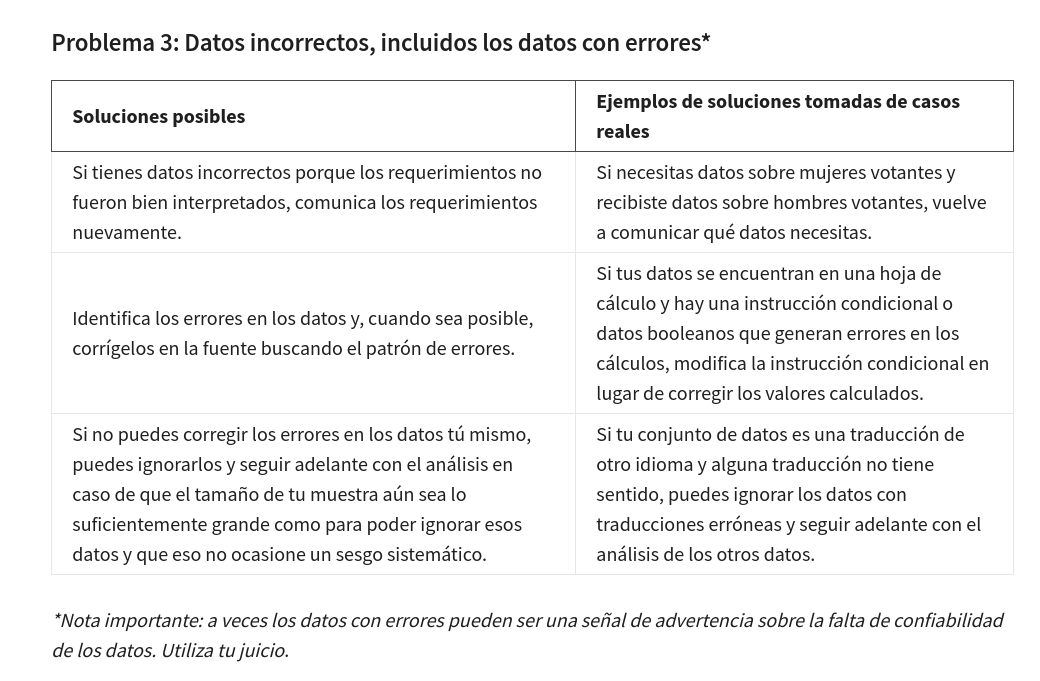 Problema 3: Datos incorrectos, incluidos los datos con errores*
Soluciones posibles
Ejemplos de soluciones tomadas de casos
reales
Si tienes datos incorrectos porque los requerimientos no
fueron bien interpretados, comunica los requerimientos
nuevamente.
Si necesitas datos sobre mujeres votantes y
recibiste datos sobre hombres votantes, vuelve
a comunicar qué datos necesitas.
Identifica los errores en los datos y, cuando sea posible,
corrígelos en la fuente buscando el patrón de errores.
Si tus datos se encuentran en una hoja de
cálculo y hay una instrucción condicional o
datos booleanos que generan errores en los
cálculos, modifica la instrucción condicional en
lugar de corregir los valores calculados.
Si no puedes corregir los errores en los datos tú mismo,
puedes ignorarlos y seguir adelante con el análisis en
caso de que el tamaño de tu muestra aún sea lo
suficientemente grande como para poder ignorar esos
datos y que eso no ocasione un sesgo sistemático.
Si tu conjunto de datos es una traducción de
otro idioma y alguna traducción no tiene
sentido, puedes ignorar los datos con
traducciones erróneas y seguir adelante con el
análisis de los otros datos.
*Nota importante: a veces los datos con errores pueden ser una señal de advertencia sobre la falta de confiabilidad
de los datos. Utiliza tu juicio.